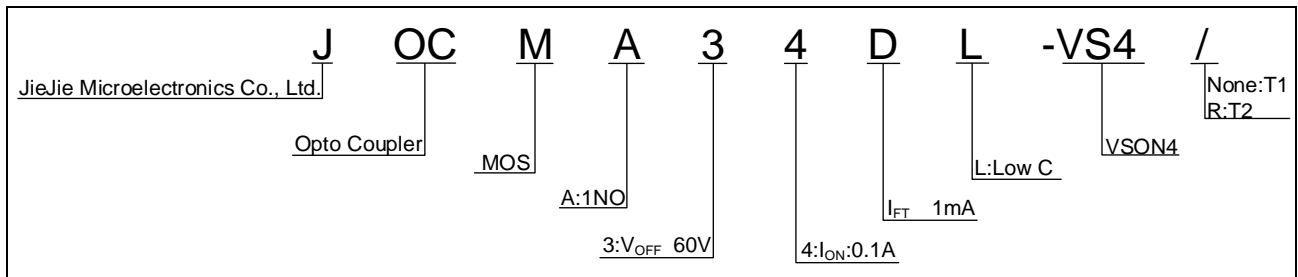 J OC M A 3 4 D L -VS4 /
JieJie Microelectronics Co., Ltd.
None:T1
R:T2
Opto Coupler
VSON4
MOS
L:Low C
A:1NO
IFT 1mA
3:VOFF 60V
4:ION:0.1A